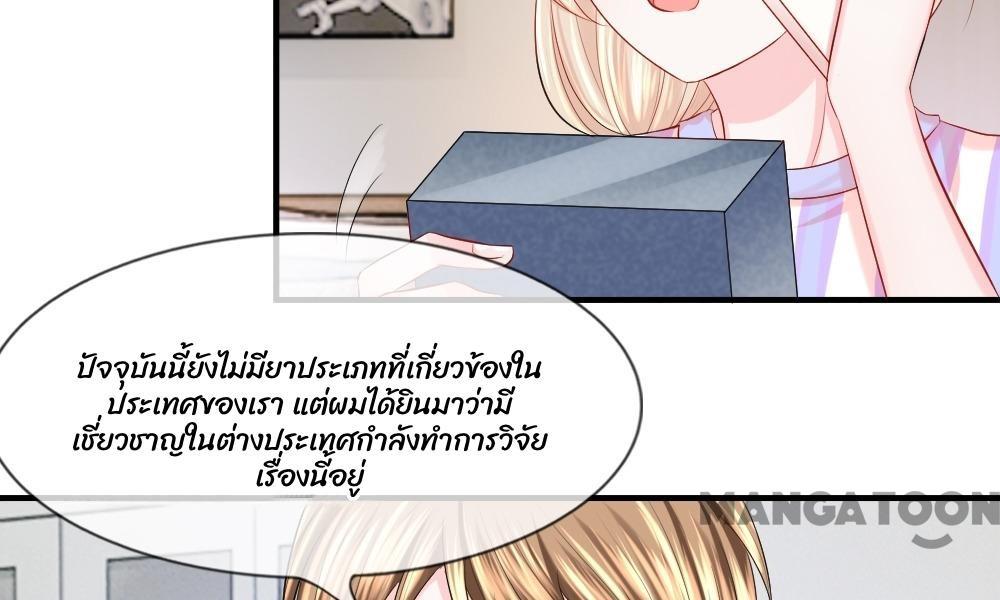 ปัจจุบันนี้ยังไม่มียาประเภทที่เกี่ยวข้องใน
ประเทศของเรา แต่ผมได้ยินมาว่ามี
เชี่ยวชาญในต่างประเทศกำลังทำการวิจัย
เรื่องนี้อยู่
MANGATOON